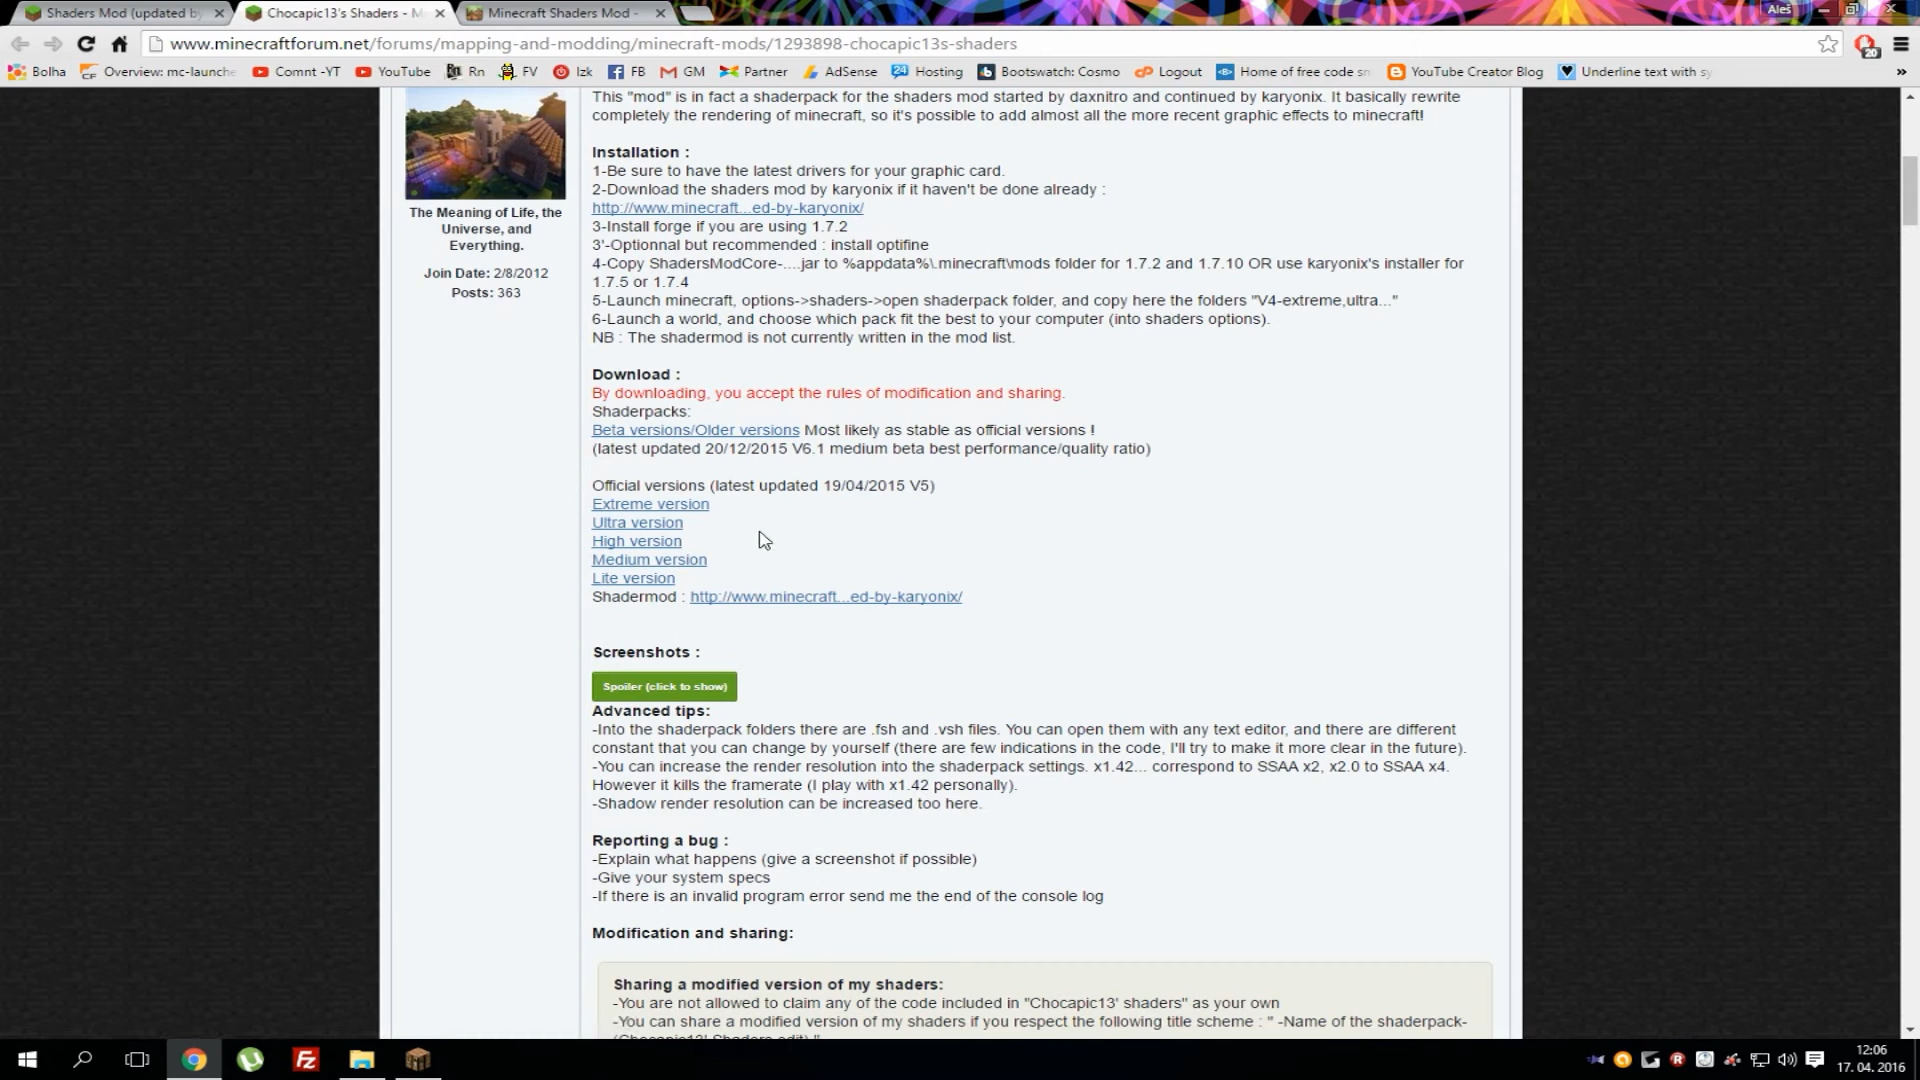 Shaders Mod (updated by
Chocapic13's Shaders - M
Minecraft Shaders Mod -
Aleš
www.minecraftforum.net/forums/mapping-and-modding/minecraft-mods/1293898-chocapic13s-shaders
20
Bolha
Overview: mc-launche
Comnt -YT
YouTube
Rn
FV
Izk
FB
GM
Partner
AdSense
Hosting
Bootswatch: Cosmo
Logout
Home of free code sn
YouTube Creator Blog
Underline text with sy
»
The Meaning of Life, the
Universe, and
Everything.
Join Date: 2/8/2012
Posts: 363
This "mod" is in fact a shaderpack for the shaders mod started by daxnitro and continued by karyonix. It basically rewrite
completely the rendering of minecraft, so it's possible to add almost all the more recent graphic effects to minecraft!
Installation :
1-Be sure to have the latest drivers for your graphic card.
2-Download the shaders mod by karyonix if it haven't be done already :
http://www.minecraft...ed-by-karyonix/
3-Install forge if you are using 1.7.2
3'-Optionnal but recommended : install optifine
4-Copy ShadersModCore-....jar to %appdata%\.minecraft\mods folder for 1.7.2 and 1.7.10 OR use karyonix's installer for
1.7.5 or 1.7.4
5-Launch minecraft, options->shaders->open shaderpack folder, and copy here the folders "V4-extreme,ultra..."
6-Launch a world, and choose which pack fit the best to your computer (into shaders options).
NB : The shadermod is not currently written in the mod list.
Download :
By downloading, you accept the rules of modification and sharing.
Shaderpacks:
Beta versions/Older versions Most likely as stable as official versions !
(latest updated 20/12/2015 V6.1 medium beta best performance/quality ratio)
Official versions (latest updated 19/04/2015 V5)
Extreme version
Ultra version
High version
Medium version
Lite version
Shadermod : http://www.minecraft...ed-by-karyonix/
Screenshots :
Spoiler (click to show)
Advanced tips:
-Into the shaderpack folders there are .fsh and .vsh files. You can open them with any text editor, and there are different
constant that you can change by yourself (there are few indications in the code, I'll try to make it more clear in the future).
-You can increase the render resolution into the shaderpack settings. x1.42... correspond to SSAA x2, x2.0 to SSAA x4.
However it kills the framerate (I play with x1.42 personally).
-Shadow render resolution can be increased too here.
Reporting a bug :
-Explain what happens (give a screenshot if possible)
-Give your system specs
-If there is an invalid program error send me the end of the console log
Modification and sharing:
Sharing a modified version of my shaders:
-You are not allowed to claim any of the code included in "Chocapic13' shaders" as your own
-You can share a modified version of my shaders if you respect the following title scheme : " -Name of the shaderpack-
(Chocapic13' Shaders edit) "
12:06
17. 04. 2016